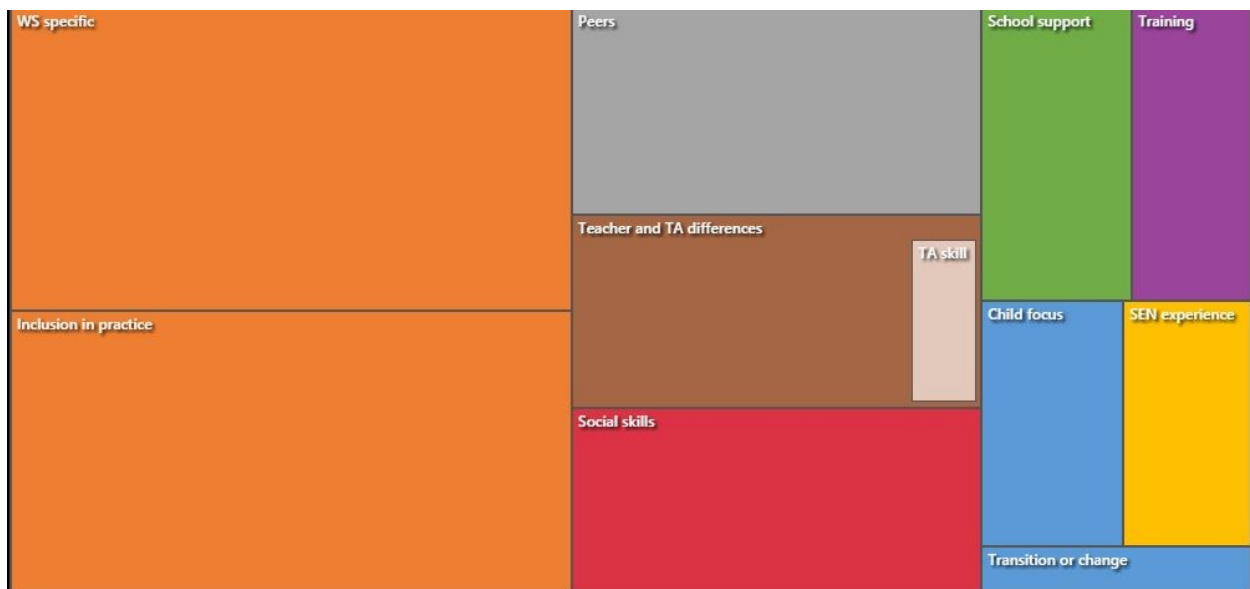 WS specific
Inclusion in practice
Peers
Teacher and TA differences
TA skill
Social skills
School support
Training
Child focus
SEN experience
Transition or change